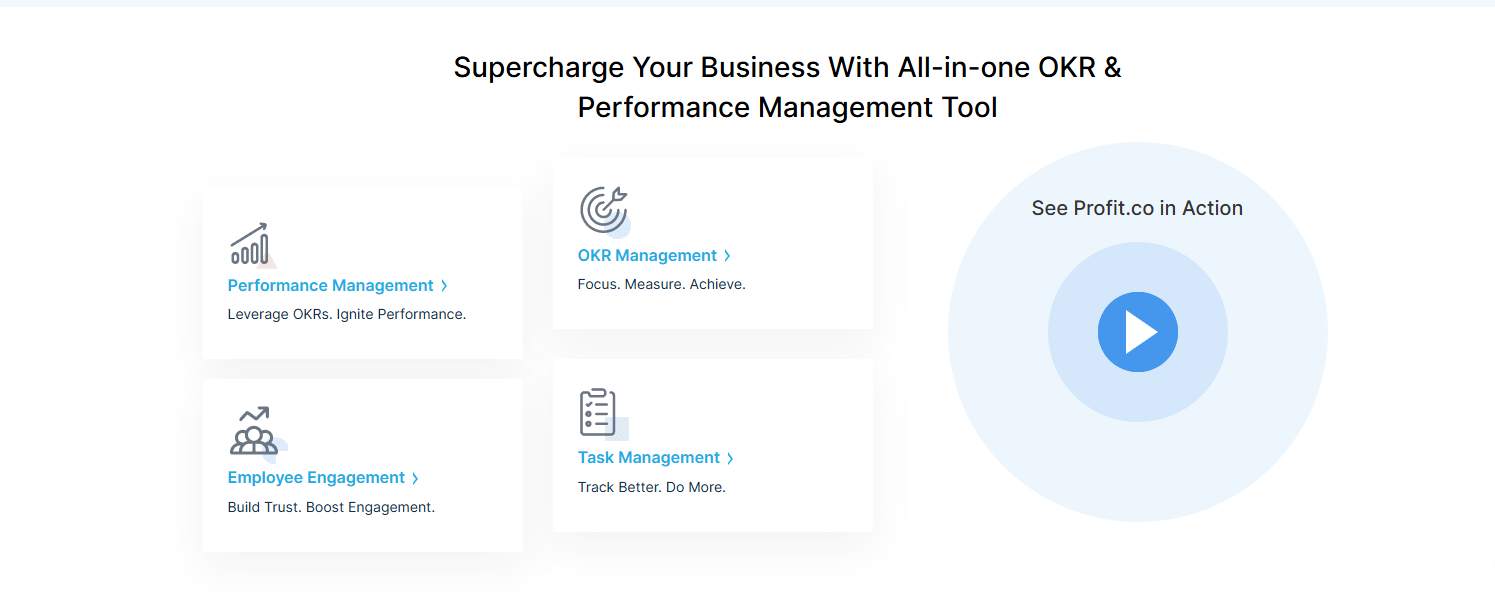 Supercharge Your Business With All-in-one OKR &
Performance Management Tool
Performance Management
Leverage OKRs. Ignite Performance.
OKR Management
Focus. Measure. Achieve.
Employee Engagement
Build Trust. Boost Engagement.
Task Management
Track Better. Do More.
See Profit.co in Action